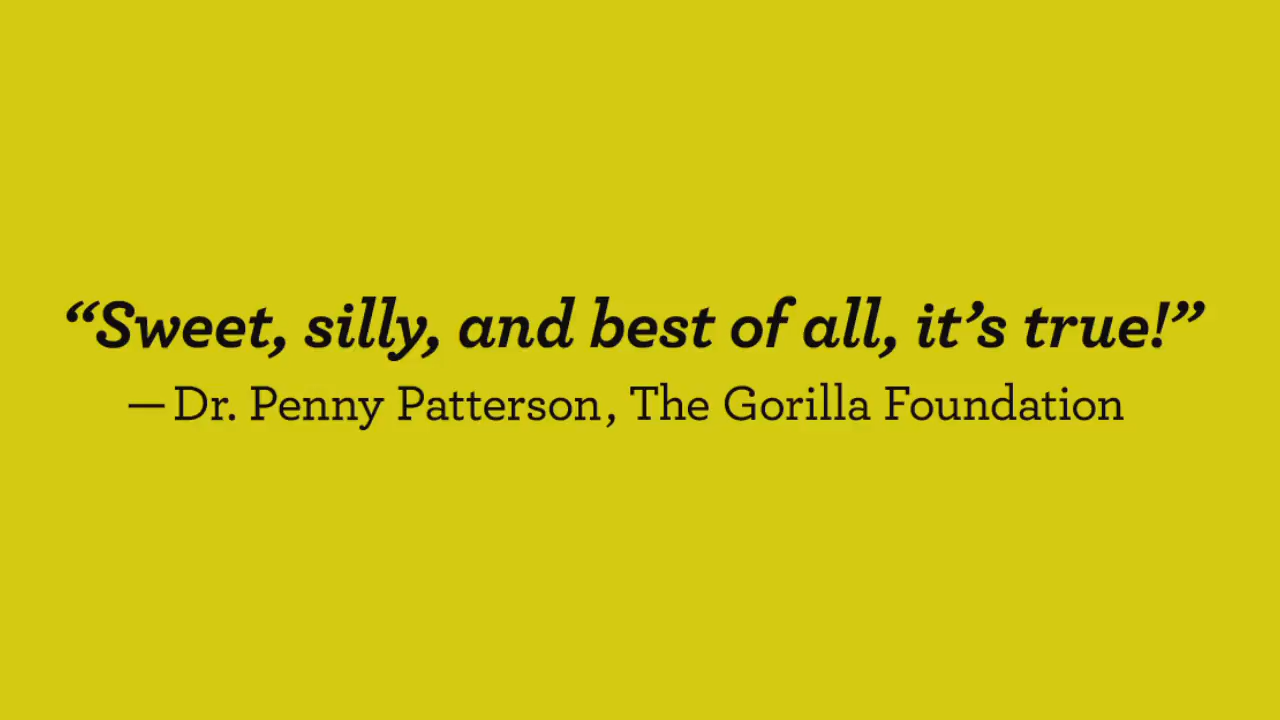 “Sweet, silly, and best of all, it’s true!”
— Dr. Penny Patterson, The Gorilla Foundation